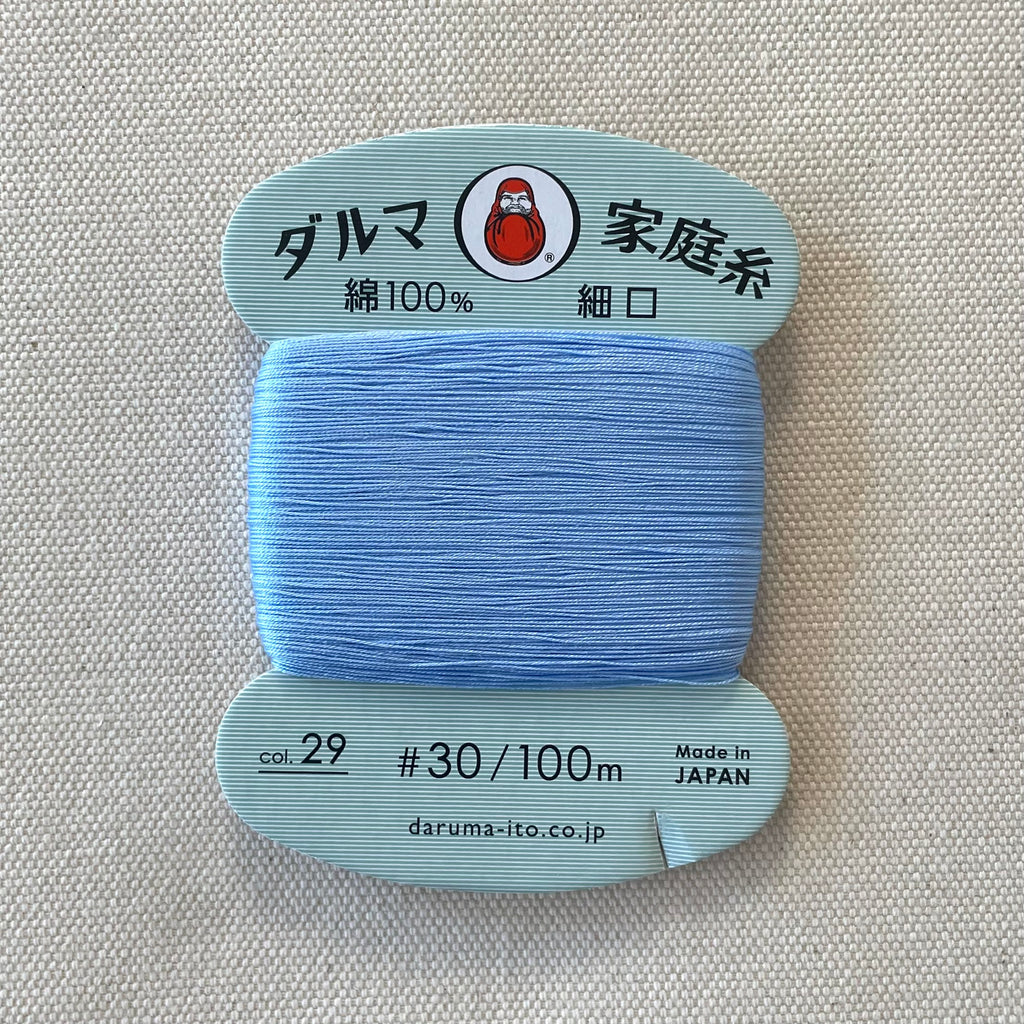 ダルマ 家庭糸
綿100% 細口
®
col. 29 #30/100m Made in JAPAN
daruma-ito.co.jp